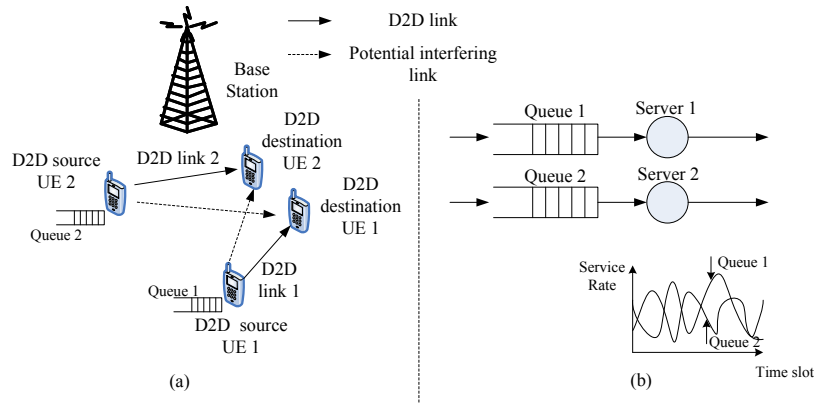 D2D link
Potential interfering
link
Base
Station
D2D
destination
UE 2
D2D link 2
D2D source
UE 2
D2D
destination
UE 1
Queue 2
Queue 1
D2D
link 1
D2D source
UE 1
(a)
Queue 1
Server 1
Queue 2
Server 2
Service
Rate
Queue 1
Queue 2
Time slot
(b)